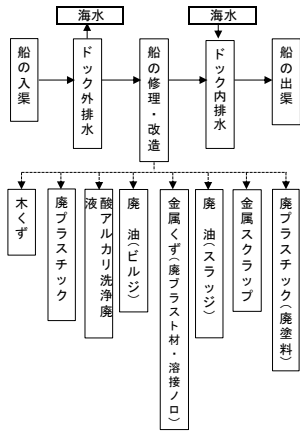 海水
海水
船の入渠
ドック外排水
船の修理・改造
ドック内排水
船の出渠
木くず
廃プラスチック
酸アルカリ洗浄廃
液
廃油(ビルジ)
金属くず(廃ブラスト材・溶接ノロ)
廃油(スラッジ)
金属スクラップ
廃プラスチック(廃塗料)